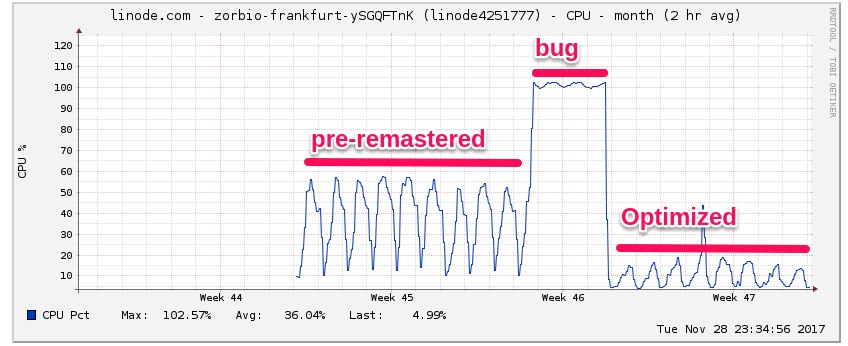 linode.com - zorbio-frankfurt-ySGQFTnK (linode4251777) - CPU - month (2 hr avg)
RRDTOOL / TOBI OETIKER
CPU %
120
110
100
90
80
70
60
50
40
30
20
10
bug
pre-remastered
Optimized
Week 44
Week 45
Week 46
Week 47
CPU Pct Max: 102.57% Avg: 36.04% Last: 4.99%
Tue Nov 28 23:34:56 2017